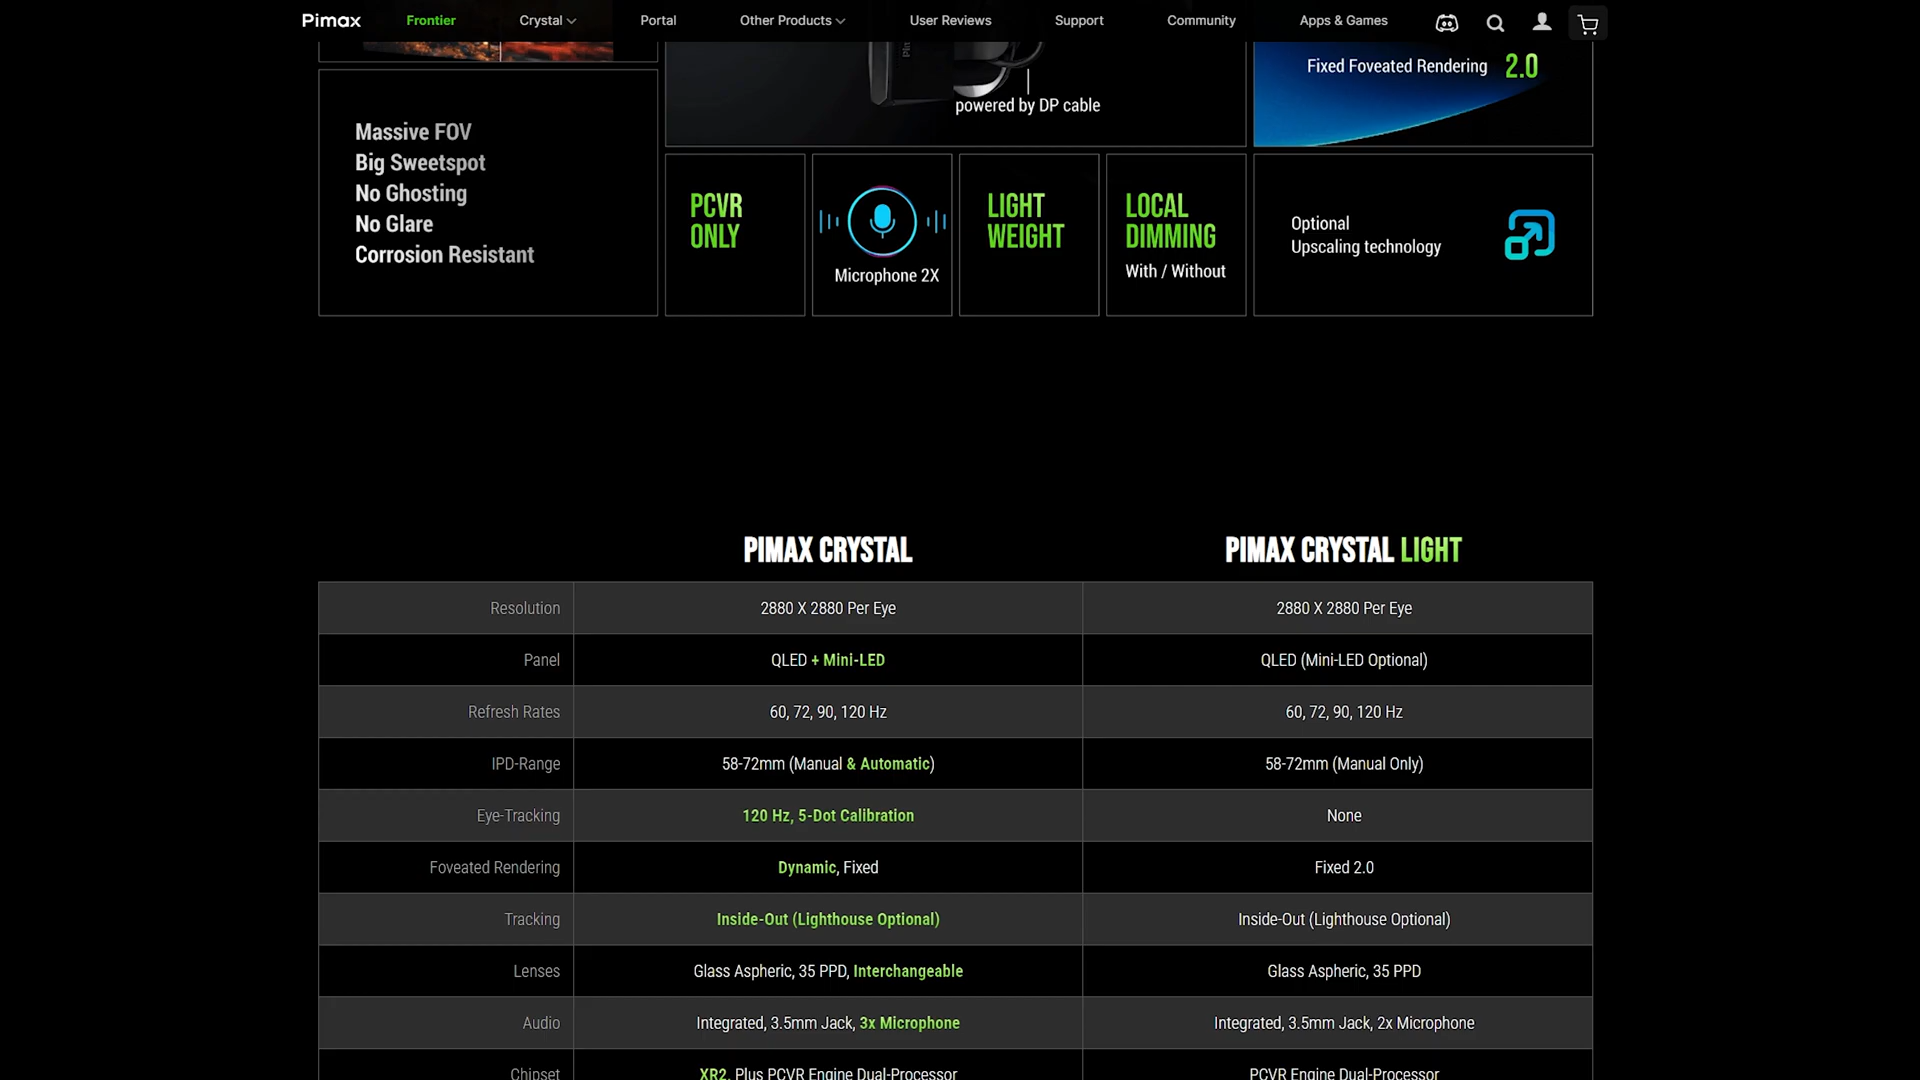 Pimax Frontier Crystal Portal Other Products User Reviews Support Community Apps & Games
powered by DP cable
Fixed Foveated Rendering 2.0
Massive FOV
Big Sweetspot
No Ghosting
No Glare
Corrosion Resistant
PCVR
ONLY
Microphone 2X
LIGHT
WEIGHT
LOCAL
DIMMING
With / Without
Optional
Upscaling technology
PIMAX CRYSTAL PIMAX CRYSTAL LIGHT
Resolution 2880 X 2880 Per Eye 2880 X 2880 Per Eye
Panel QLED + Mini-LED QLED (Mini-LED Optional)
Refresh Rates 60, 72, 90, 120 Hz 60, 72, 90, 120 Hz
IPD-Range 58-72mm (Manual & Automatic) 58-72mm (Manual Only)
Eye-Tracking 120 Hz, 5-Dot Calibration None
Foveated Rendering Dynamic, Fixed Fixed 2.0
Tracking Inside-Out (Lighthouse Optional) Inside-Out (Lighthouse Optional)
Lenses Glass Aspheric, 35 PPD, Interchangeable Glass Aspheric, 35 PPD
Audio Integrated, 3.5mm Jack, 3x Microphone Integrated, 3.5mm Jack, 2x Microphone
Chipset XR2, Plus PCVR Engine Dual-Processor PCVR Engine Dual-Processor